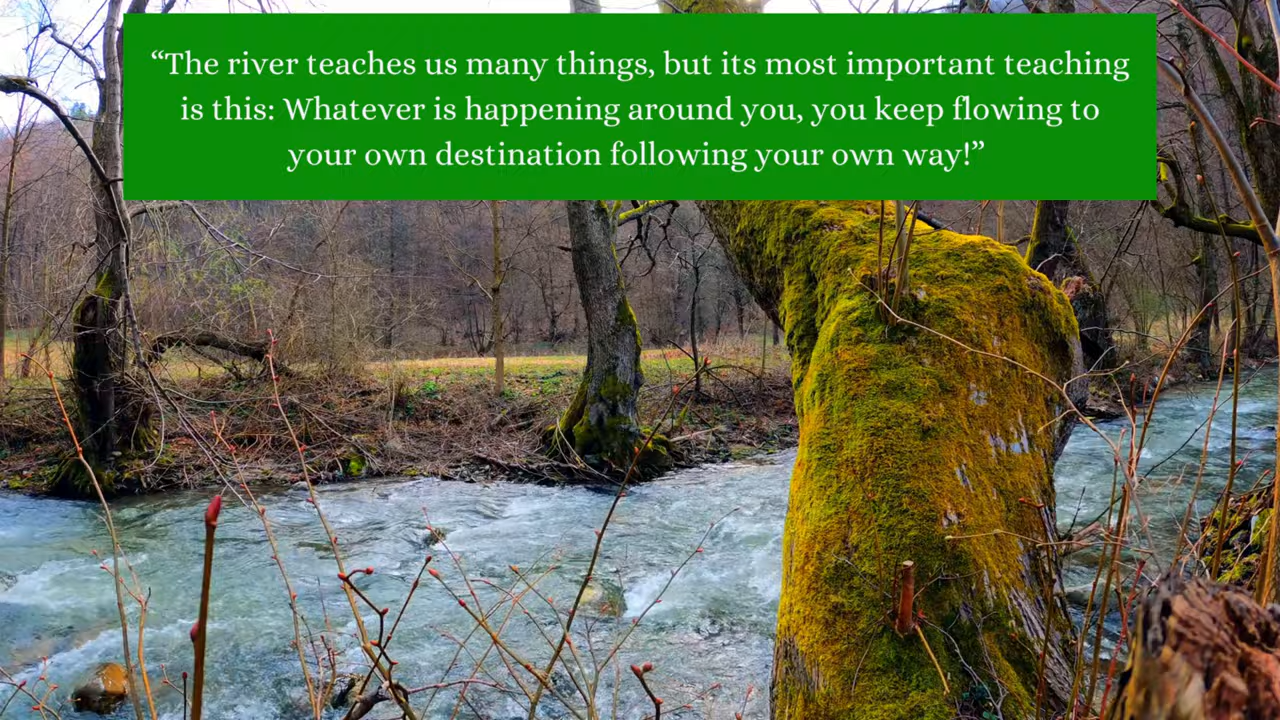 “The river teaches us many things, but its most important teaching
is this: Whatever is happening around you, you keep flowing to
your own destination following your own way!”